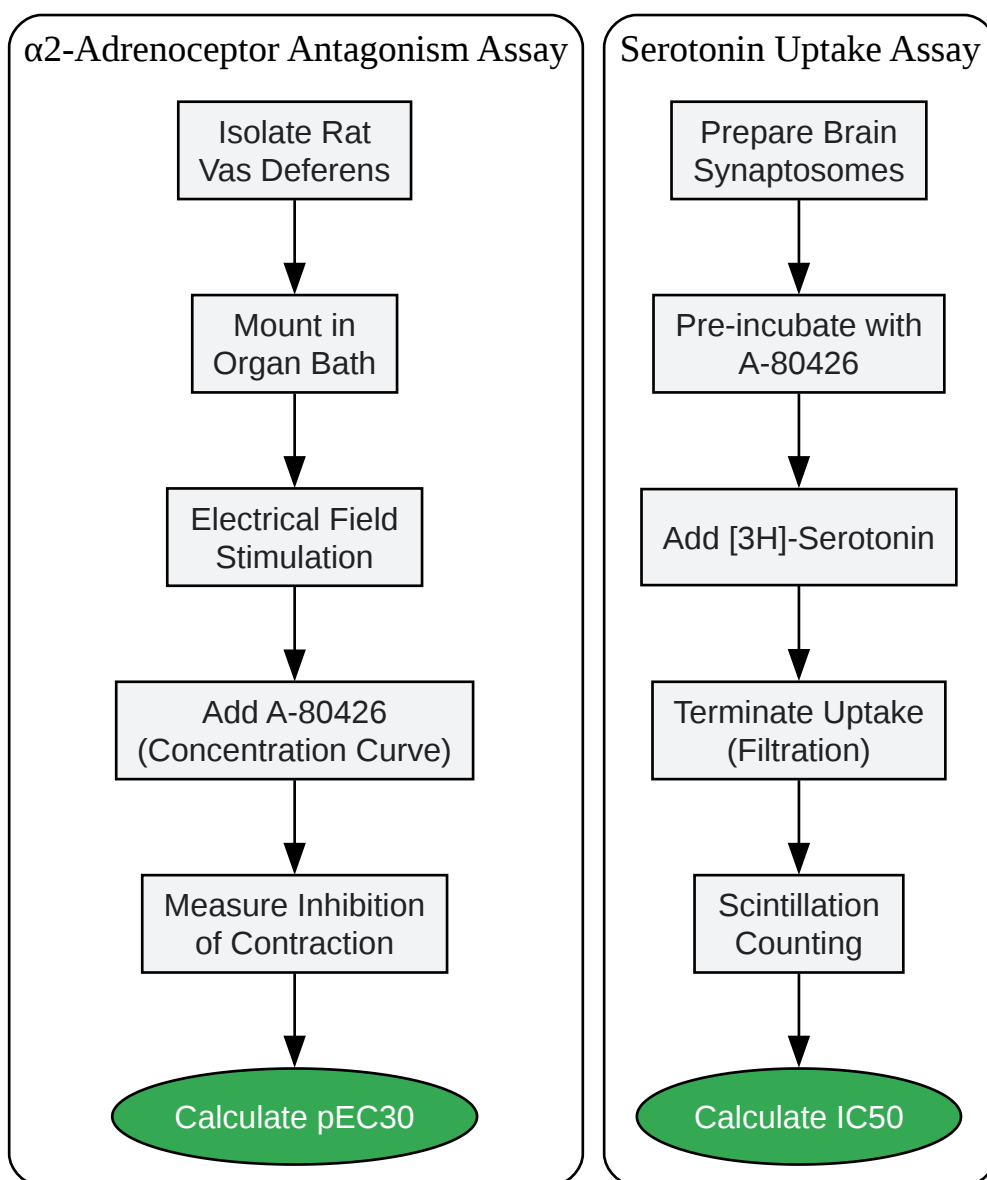 α2-Adrenoceptor Antagonism Assay
Isolate Rat
Vas Deferens
Mount in
Organ Bath
Electrical Field
Stimulation
Add A-80426
(Concentration Curve)
Measure Inhibition
of Contraction
Calculate pEC30
Serotonin Uptake Assay
Prepare Brain
Synaptosomes
Pre-incubate with
A-80426
Add [3H]-Serotonin
Terminate Uptake
(Filtration)
Scintillation
Counting
Calculate IC50